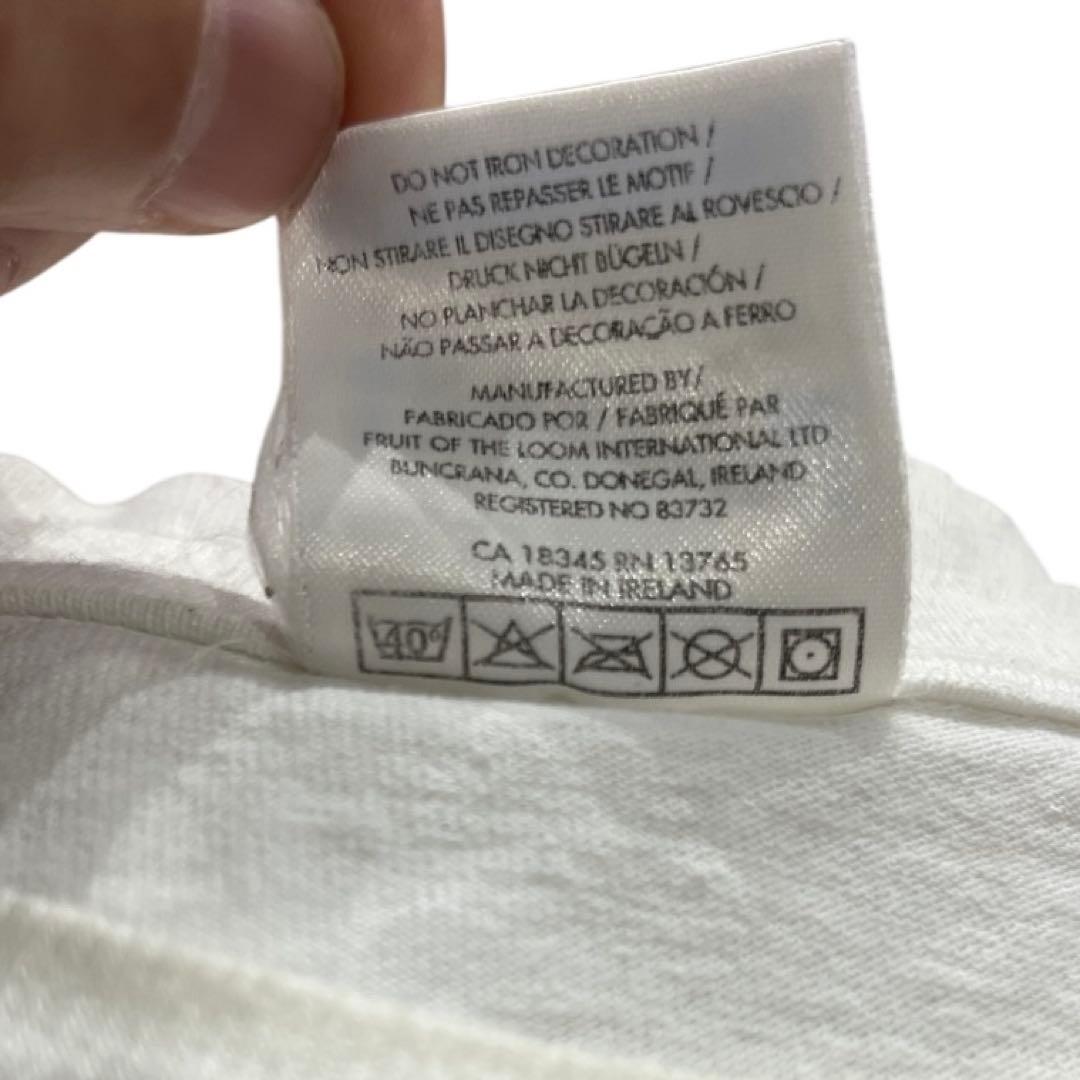 DO NOT IRON DECORATION /
NE PAS REPASSER LE MOTIF /
NON STIRARE IL DISEGNO STIRARE AL ROVESCIO /
DRUCK NICHT BÜGELN /
NO PLANCHAR LA DECORACIÓN /
NÃO PASSAR A DECORAÇÃO A FERRO
MANUFACTURED BY/
FABRICADO POR / FABRIQUÉ PAR
FRUIT OF THE LOOM INTERNATIONAL LTD
BUNCRANA, CO. DONEGAL, IRELAND
REGISTERED NO 83732
CA 18345 RN 13765
MADE IN IRELAND
40°